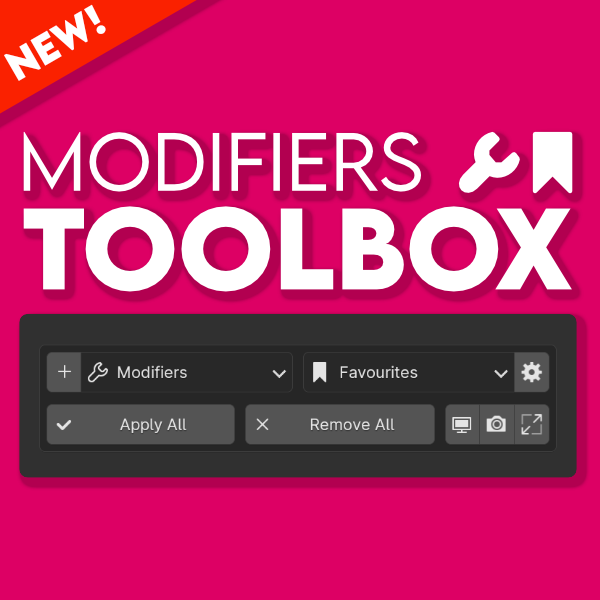 NEW!
MODIFIERS
TOOLBOX
Modifiers Favourites
Apply All Remove All